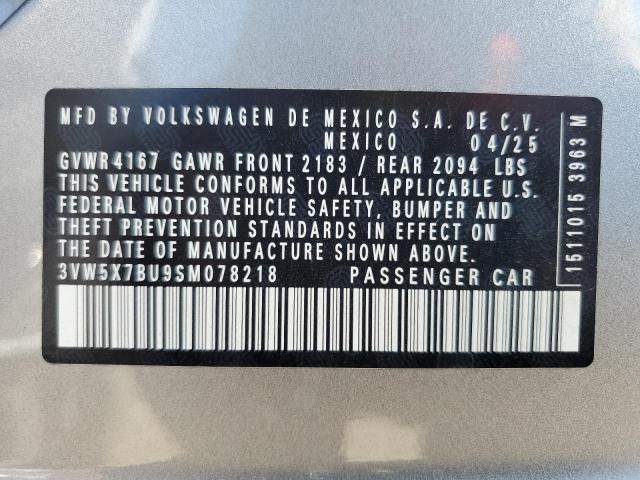 MFD BY VOLKSWAGEN DE MEXICO S.A. DE C.V.
MEXICO 04/25
GVWR 4167 GAWR FRONT 2183 / REAR 2094 LBS
THIS VEHICLE CONFORMS TO ALL APPLICABLE U.S.
FEDERAL MOTOR VEHICLE SAFETY, BUMPER AND
THEFT PREVENTION STANDARDS IN EFFECT ON
THE DATE OF MANUFACTURE SHOWN ABOVE.
3VW5X7BU9SM078218 PASSENGER CAR
1511015 3963 M